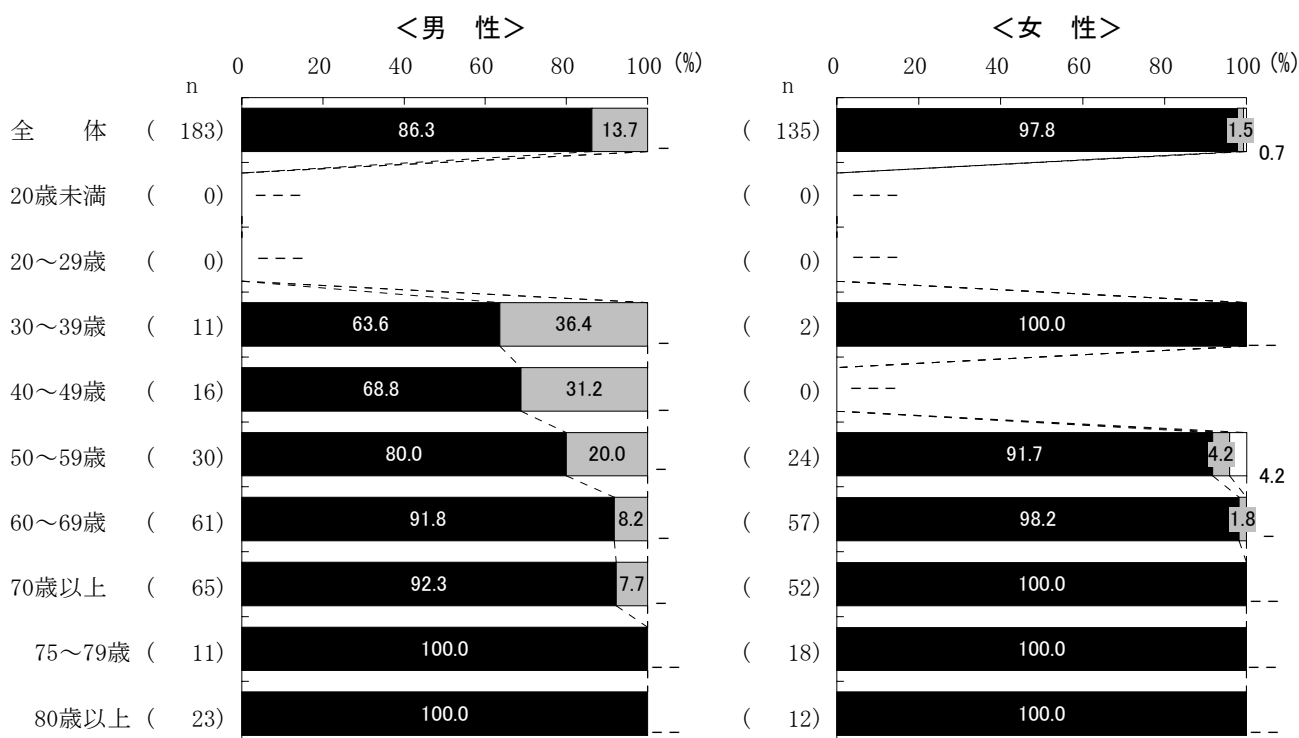 ＜男　性＞　＜女　性＞
0 20 40 60 80 100 (%) 0 20 40 60 80 100 (%)
n n
全　体 ( 183) 86.3 13.7 － ( 135) 97.8 1.5 0.7
20歳未満 ( 0) －－－ ( 0) －－－
20～29歳 ( 0) －－－ ( 0) －－－
30～39歳 ( 11) 63.6 36.4 － ( 2) 100.0 －－
40～49歳 ( 16) 68.8 31.2 － ( 0) －－－
50～59歳 ( 30) 80.0 20.0 － ( 24) 91.7 4.2 4.2
60～69歳 ( 61) 91.8 8.2 － ( 57) 98.2 1.8 －
70歳以上 ( 65) 92.3 7.7 － ( 52) 100.0 －－
75～79歳 ( 11) 100.0 －－ ( 18) 100.0 －－
80歳以上 ( 23) 100.0 －－ ( 12) 100.0 －－